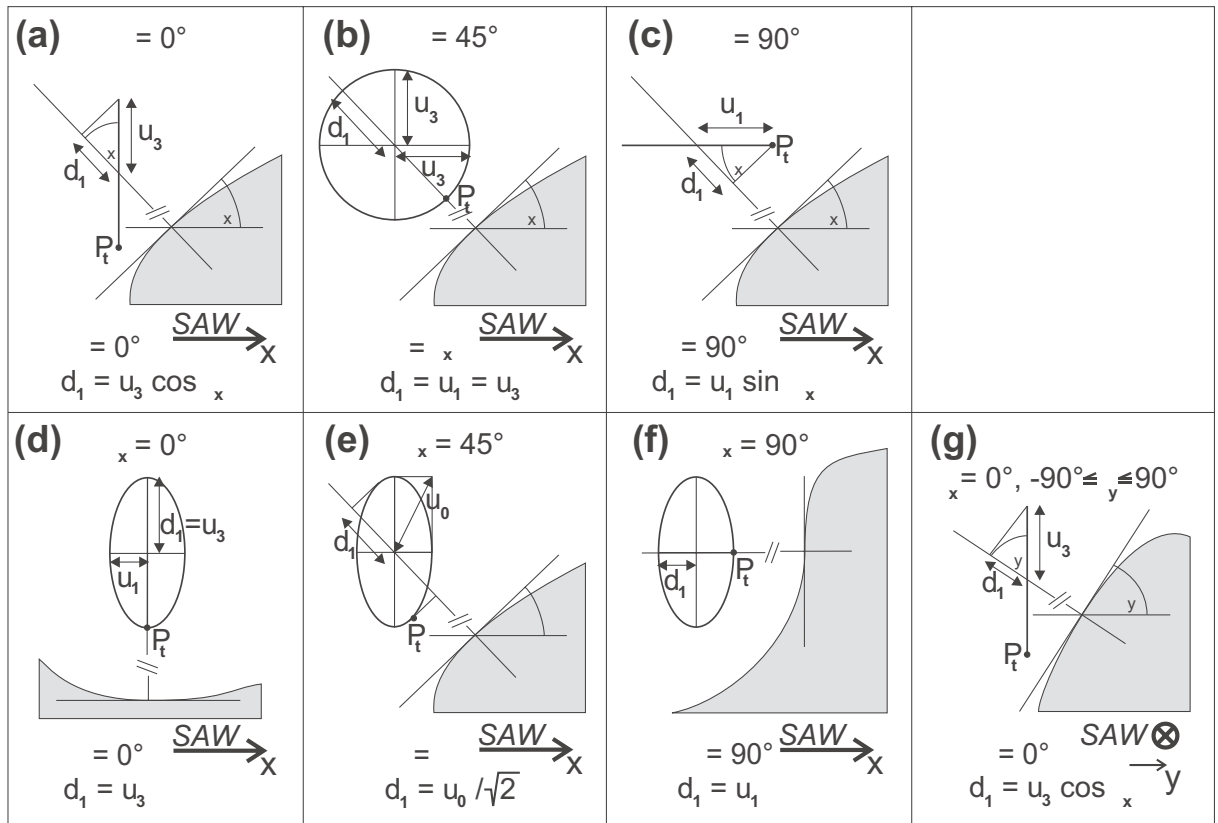 (a) = 0°
u₃
x
d₁
Pₜ
x
SAW
x
= 0°
d₁ = u₃ cos ₓ
(b) = 45°
u₃
d₁
u₃
Pₜ
x
SAW
x
= ₓ
d₁ = u₁ = u₃
(c) = 90°
u₁
Pₜ
x
d₁
x
SAW
x
= 90°
d₁ = u₁ sin ₓ
(d) ₓ = 0°
d₁=u₃
u₁
Pₜ
SAW
x
= 0°
d₁ = u₃
(e) ₓ = 45°
u₀
d₁
Pₜ
SAW
x
=
d₁ = u₀ /√2
(f) ₓ = 90°
d₁
Pₜ
SAW
x
= 90°
d₁ = u₁
(g)
ₓ = 0°, -90°≦ y ≦90°
u₃
y
d₁
y
Pₜ
SAW ⊗
= 0°
y
d₁ = u₃ cos ₓ